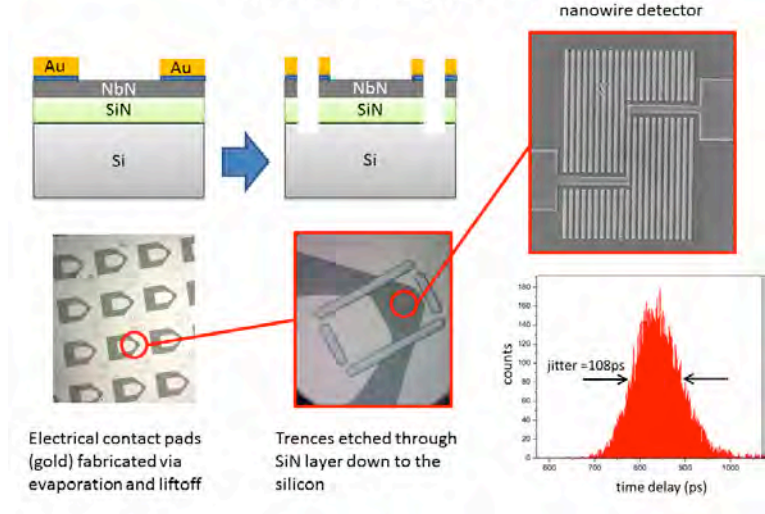 nanowire detector
Au
Au
NbN
SiN
Si
Au
Au
NbN
SiN
Si
Electrical contact pads
(gold) fabricated via
evaporation and liftoff
Trences etched through
SiN layer down to the
silicon
180
160
140
120
100
80
60
40
20
0
counts
jitter =108ps
600
700
800
900
1000
time delay (ps)